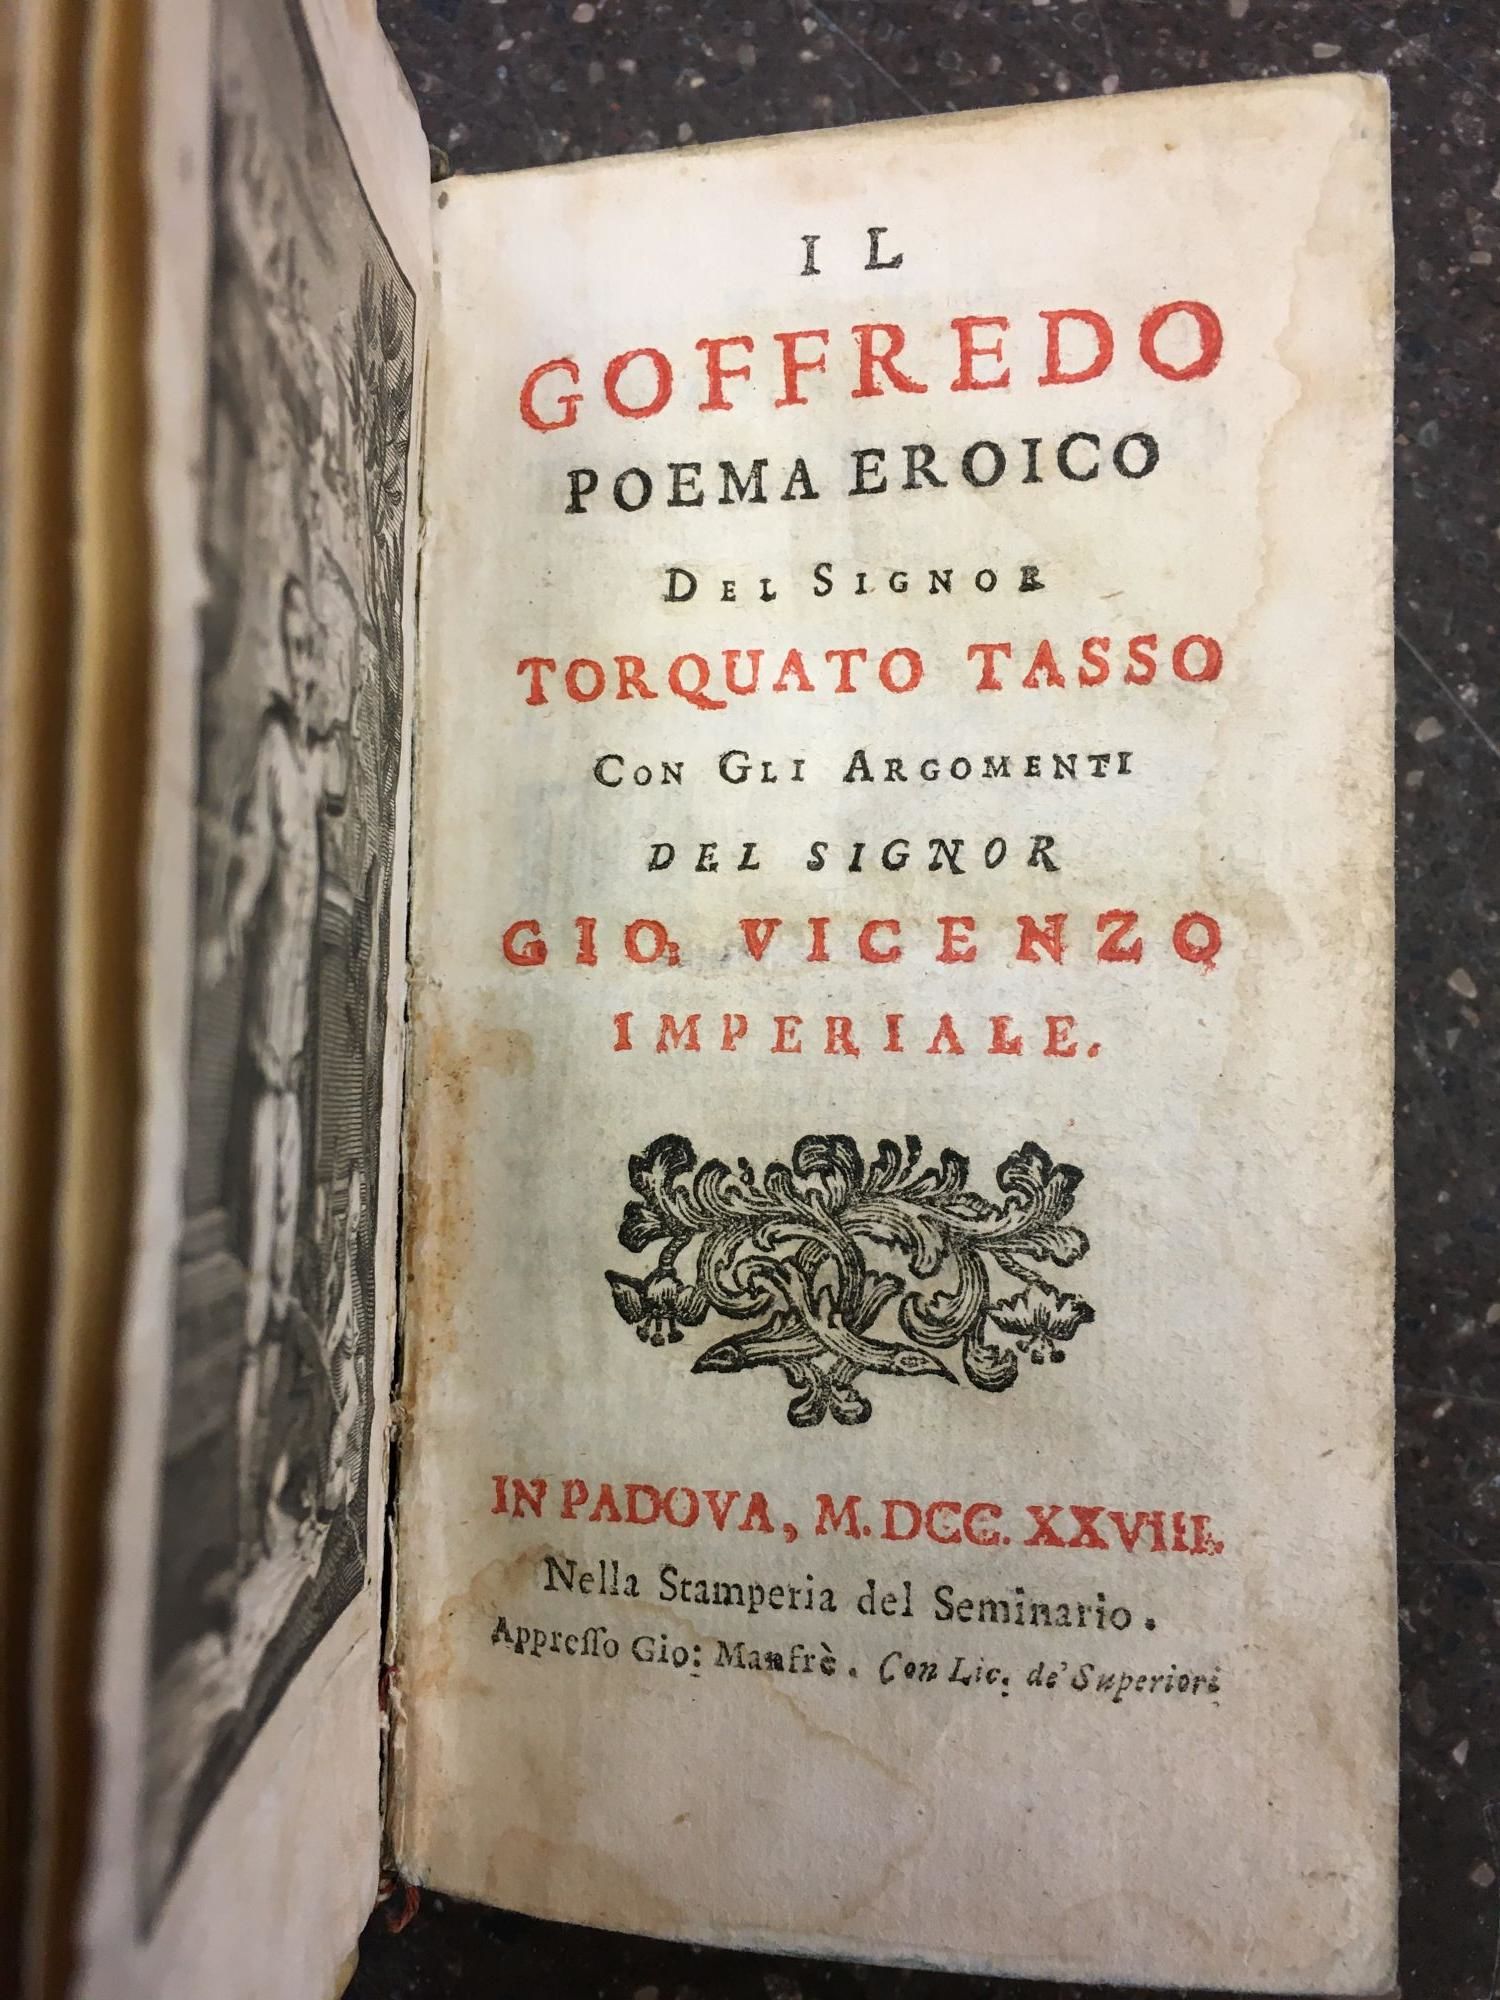 IL
GOFFREDO
POEMA EROICO
DEL SIGNOR
TORQUATO TASSO
CON GLI ARGOMENTI
DEL SIGNOR
GIO: VICENZO
IMPERIALE.
IN PADOVA, M. DCC. XXVIII.
Nella Stamperia del Seminario.
Appreſſo Gio: Manfrè. Con Lic. de' Superiori